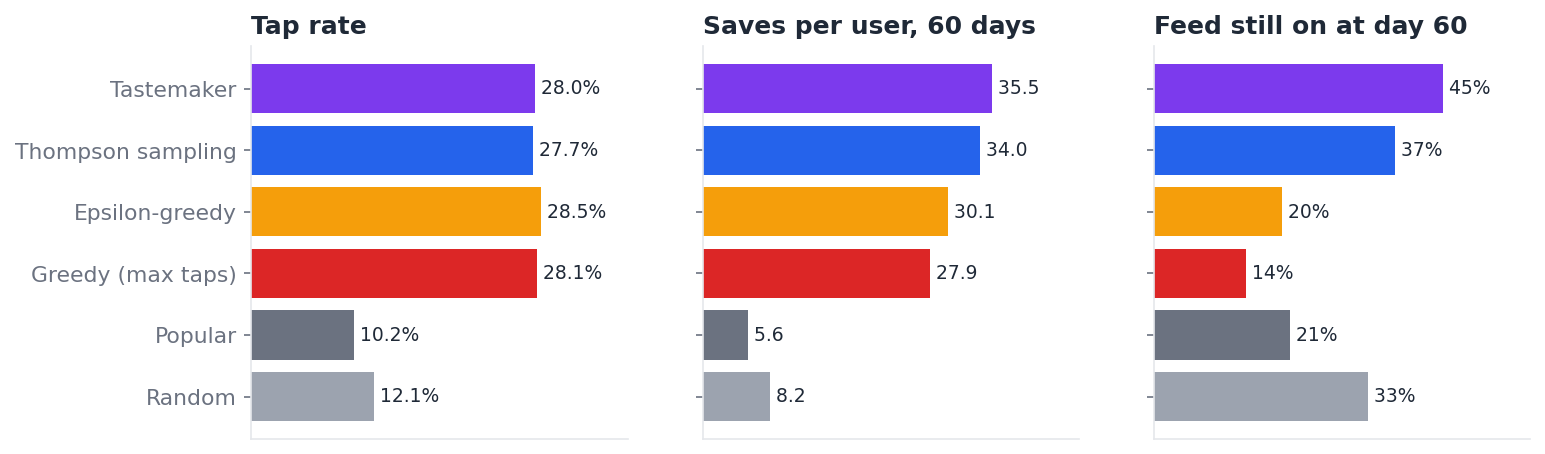 Tap rate
Saves per user, 60 days
Feed still on at day 60
Tastemaker
28.0%
35.5
45%
Thompson sampling
27.7%
34.0
37%
Epsilon-greedy
28.5%
30.1
20%
Greedy (max taps)
28.1%
27.9
14%
Popular
10.2%
5.6
21%
Random
12.1%
8.2
33%